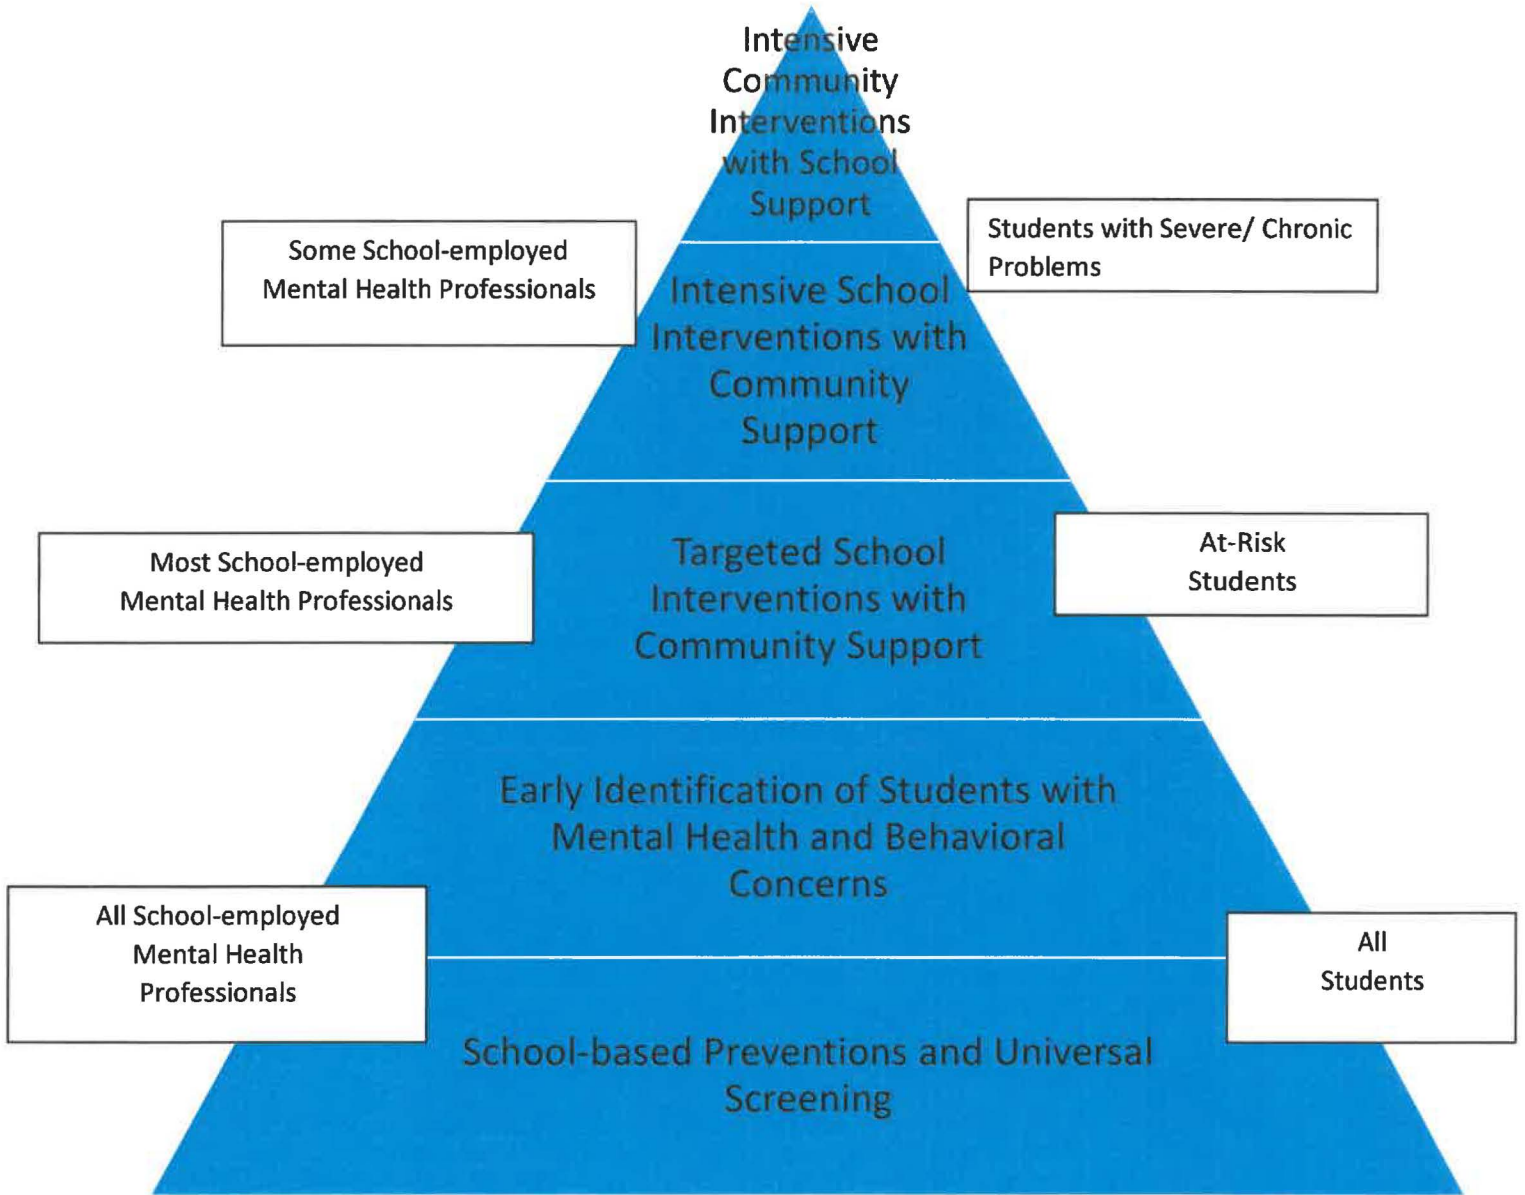 Intensive
Community
Interventions
with School
Support
Some School-employed
Mental Health Professionals
Students with Severe/ Chronic
Problems
Intensive School
Interventions with
Community
Support
Most School-employed
Mental Health Professionals
Targeted School
Interventions with
Community Support
At-Risk
Students
Early Identification of Students with
Mental Health and Behavioral
Concerns
All School-employed
Mental Health
Professionals
All
Students
School-based Preventions and Universal
Screening